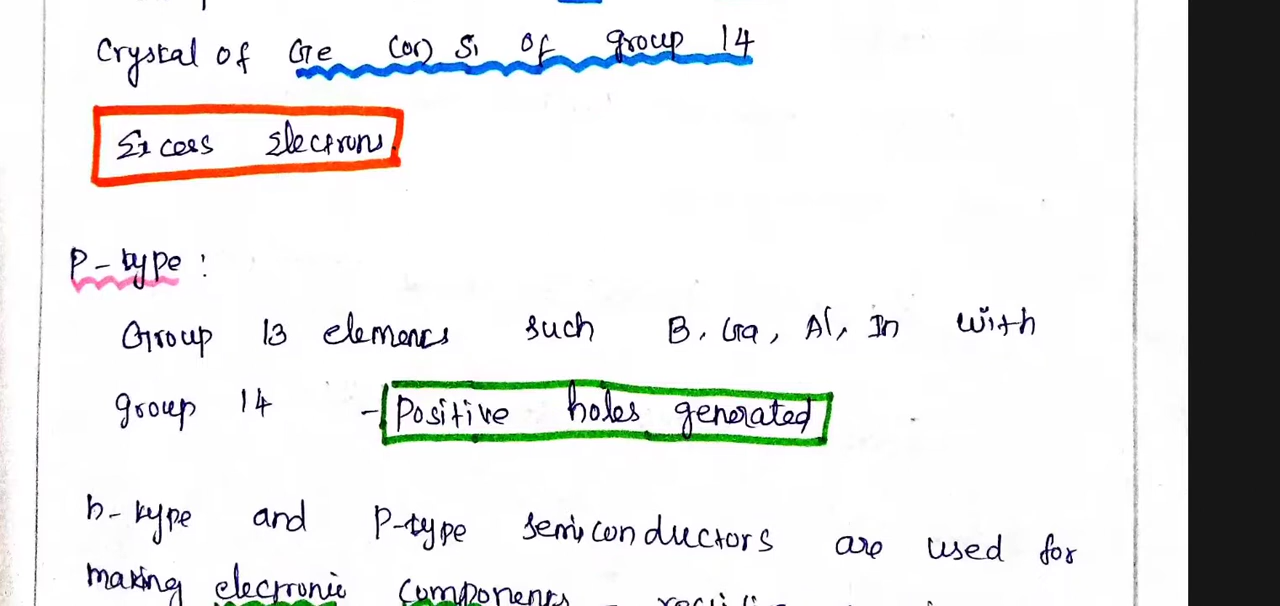 Crystal of Ge (or) Si of group 14
Excess electrons
P-type :
Group 13 elements such B, Ga, Al, In with
group 14 - Positive holes generated
n-type and P-type semiconductors are used for
making electronic components -